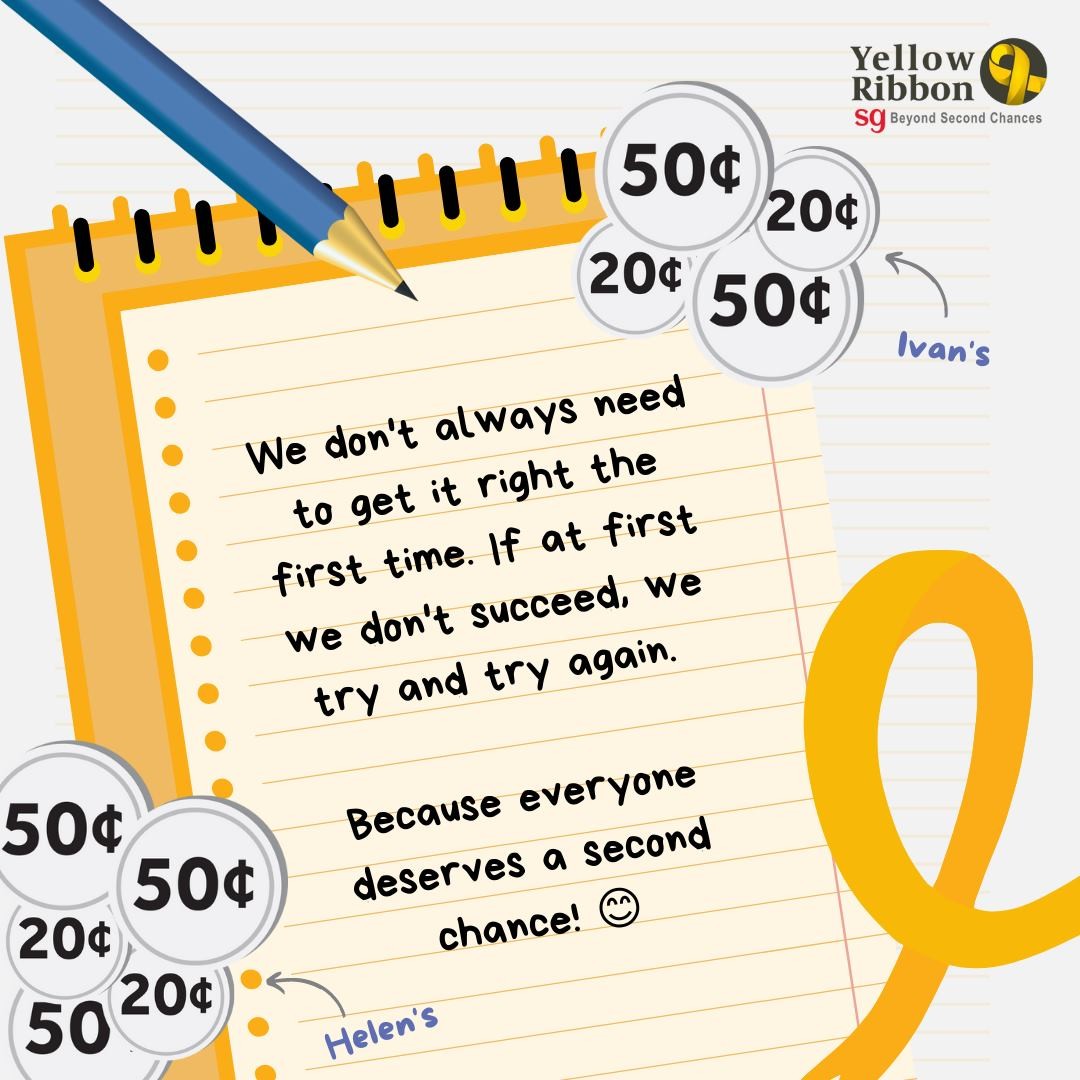 Yellow
Ribbon
sg Beyond Second Chances
50¢
20¢
20¢
50¢
Ivan's
We don't always need
to get it right the
first time. If at first
we don't succeed, we
try and try again.
Because everyone
deserves a second
chance! 😊
50¢
50¢
20¢
20¢
50
Helen's